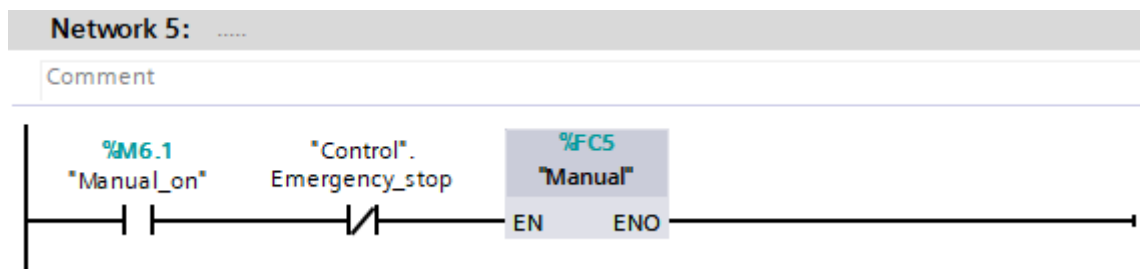 Network 5: .....
Comment
%M6.1
"Manual_on"
"Control".
Emergency_stop
%FC5
"Manual"
EN ENO